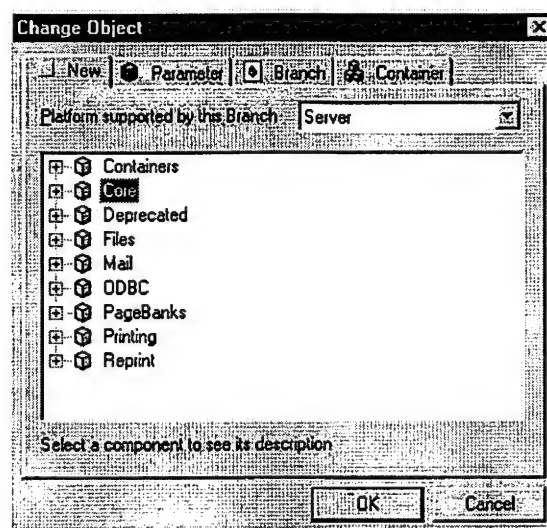 Change Object
New Parameter Branch Container
Platform supported by this Branch Server
Containers
Core
Deprecated
Files
Mail
ODBC
PageBanks
Printing
Reprint
Select a component to see its description
OK Cancel